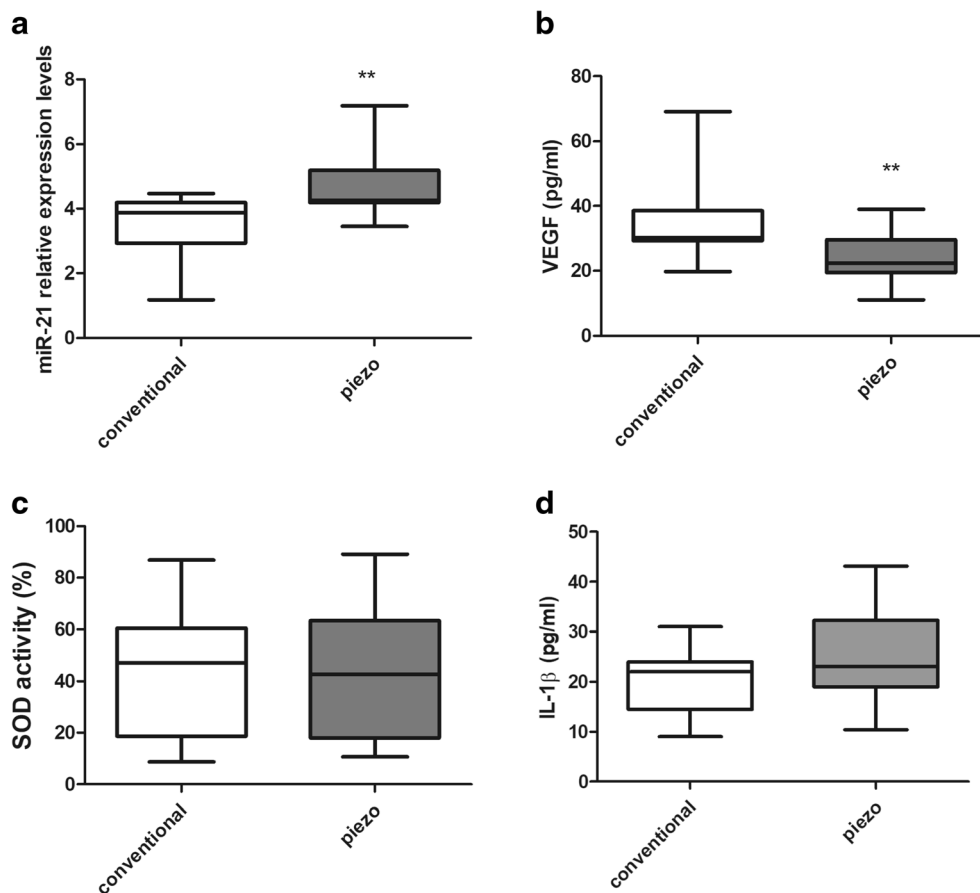 a
miR-21 relative expression levels
8
6
4
2
0
**
conventional
piezo
b
VEGF (pg/ml)
80
60
40
20
0
**
conventional
piezo
c
SOD activity (%)
100
80
60
40
20
0
conventional
piezo
d
IL-1β (pg/ml)
50
40
30
20
10
0
conventional
piezo